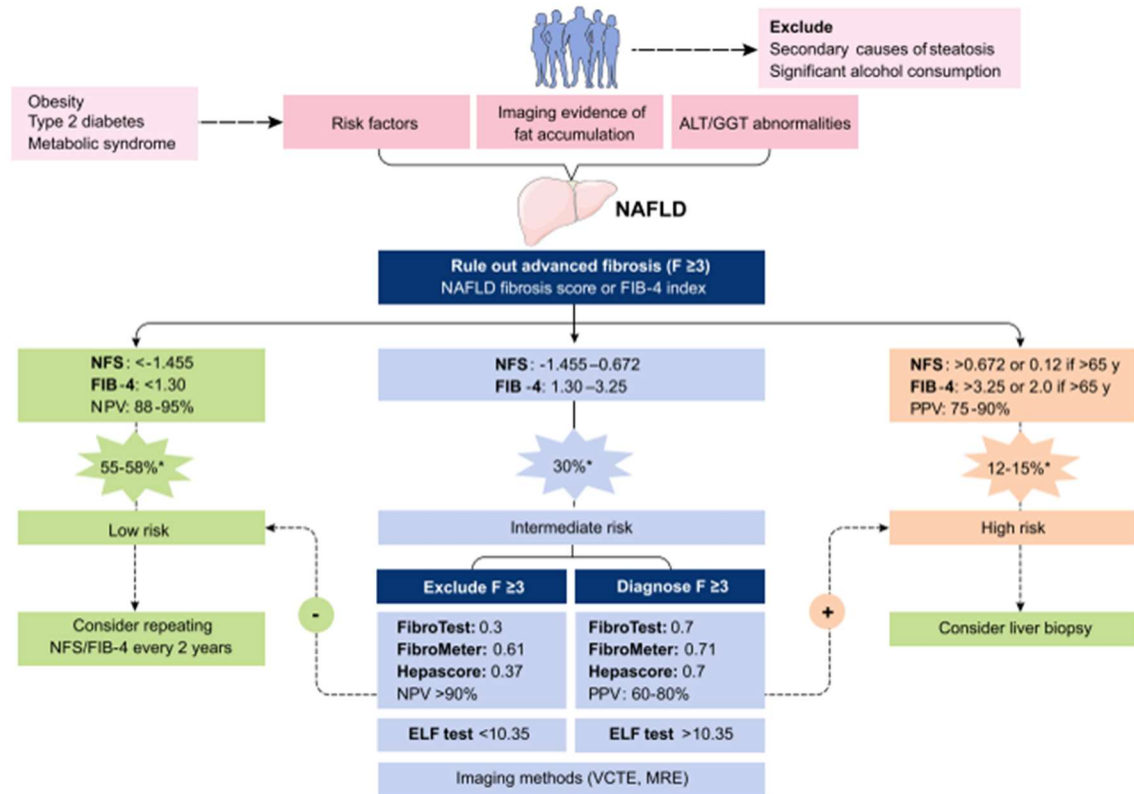 Exclude
Secondary causes of steatosis
Significant alcohol consumption
Obesity
Type 2 diabetes
Metabolic syndrome
Risk factors
Imaging evidence of
fat accumulation
ALT/GGT abnormalities
NAFLD
Rule out advanced fibrosis (F ≥3)
NAFLD fibrosis score or FIB-4 index
NFS: <-1.455
FIB-4: <1.30
NPV: 88-95%
NFS: -1.455–0.672
FIB-4: 1.30–3.25
NFS: >0.672 or 0.12 if >65 y
FIB-4: >3.25 or 2.0 if >65 y
PPV: 75-90%
55-58%*
30%*
12-15%*
Low risk
Intermediate risk
High risk
Exclude F ≥3
Diagnose F ≥3
-
+
Consider repeating
NFS/FIB-4 every 2 years
FibroTest: 0.3
FibroMeter: 0.61
Hepascore: 0.37
NPV >90%
FibroTest: 0.7
FibroMeter: 0.71
Hepascore: 0.7
PPV: 60-80%
Consider liver biopsy
ELF test <10.35
ELF test >10.35
Imaging methods (VCTE, MRE)